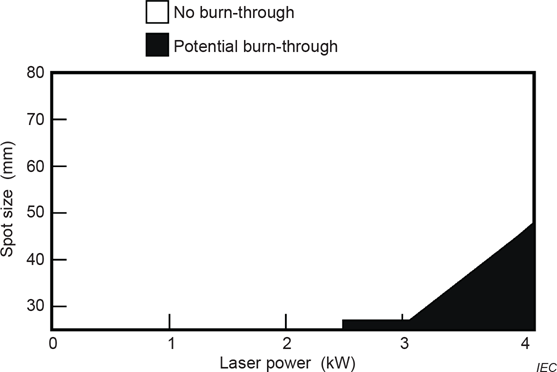 No burn-through
Potential burn-through
80
70
60
50
40
30
Spot size (mm)
0 1 2 3 4
Laser power (kW)
IEC